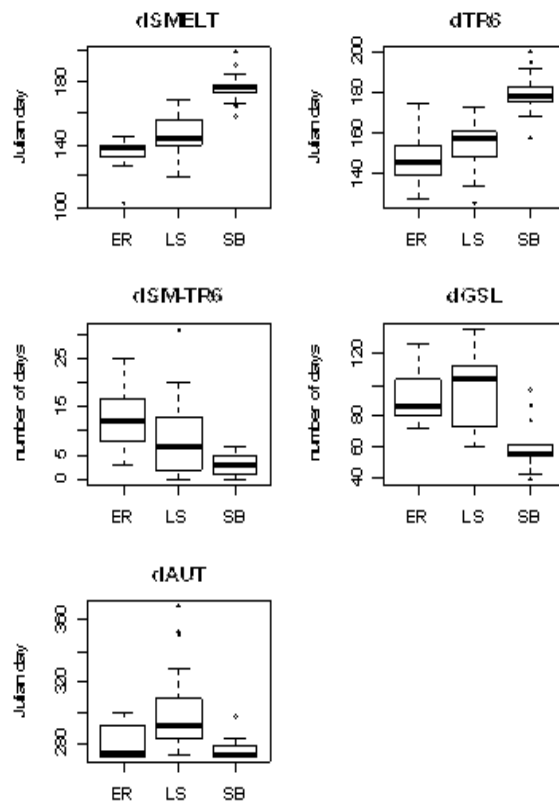 dSMELT
Julian day
100 140 180
ER LS SB
dTR6
Julian day
140 160 180 200
ER LS SB
dSM-TR6
number of days
0 5 15 25
ER LS SB
dGSL
number of days
40 60 80 120
ER LS SB
dAUT
Julian day
280 320 360
ER LS SB